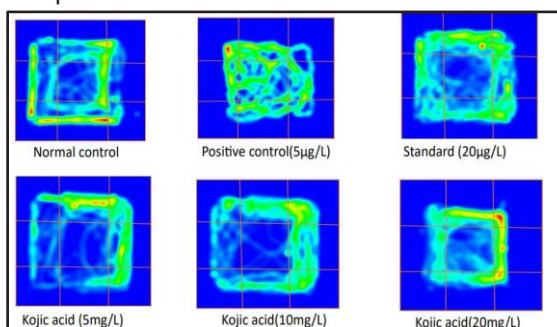 Normal control
Positive control(5µg/L)
Standard (20µg/L)
Kojic acid (5mg/L)
Kojic acid(10mg/L)
Kojic acid(20mg/L)